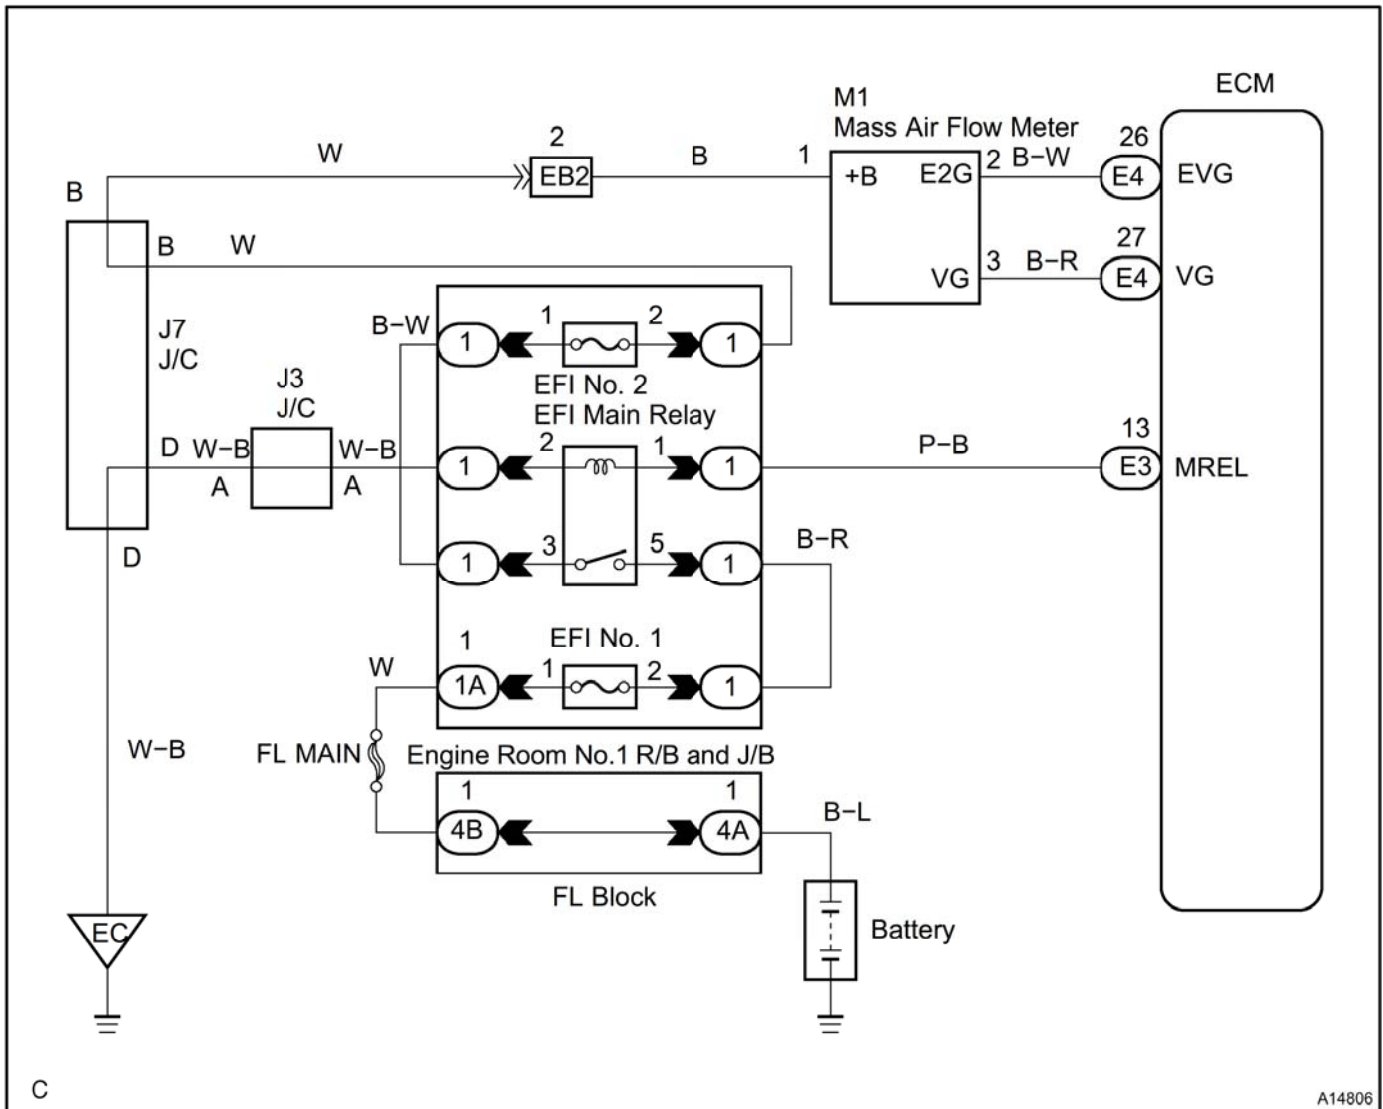 ECM
M1
Mass Air Flow Meter
W
2
EB2
B
1
+B
E2G
2
B-W
26
E4
EVG
B
B
W
VG
3
B-R
27
E4
VG
J7
J/C
B-W
1
1
2
1
EFI No. 2
EFI Main Relay
J3
J/C
D
W-B
A
W-B
A
1
2
1
1
P-B
13
E3
MREL
1
3
5
1
B-R
D
1
EFI No. 1
W
1A
1
2
1
W-B
FL MAIN
Engine Room No.1 R/B and J/B
1
1
4B
4A
B-L
FL Block
Battery
EC
C
A14806